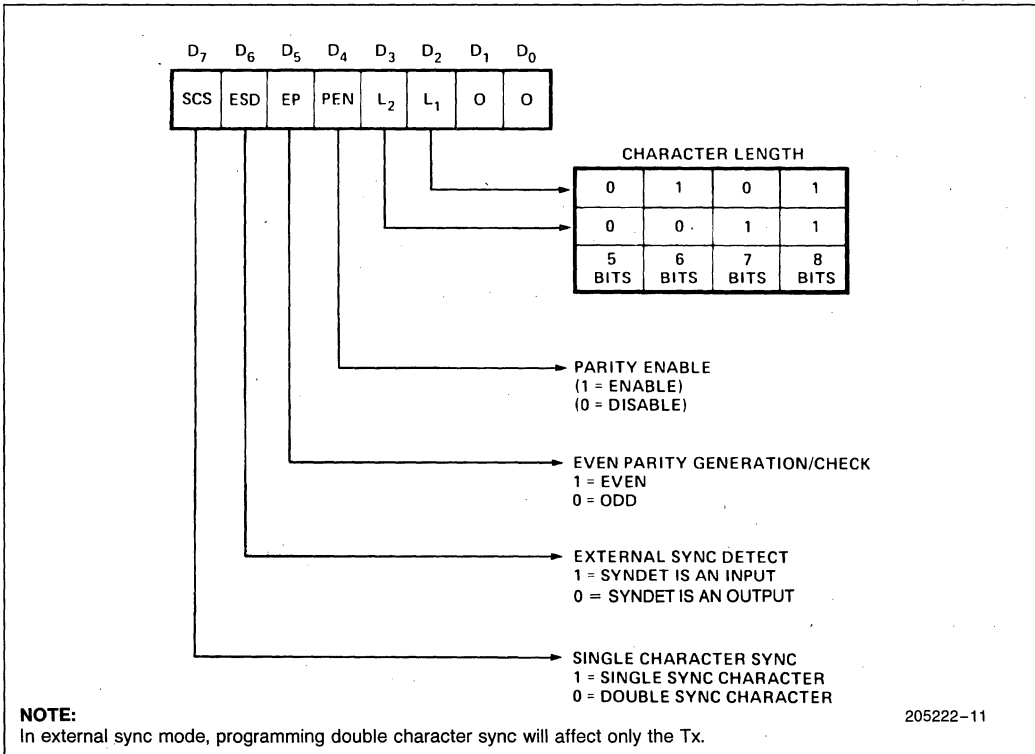 D7 D6 D5 D4 D3 D2 D1 D0
SCS ESD EP PEN L2 L1 0 0
CHARACTER LENGTH
0 1 0 1
0 0 1 1
5 BITS 6 BITS 7 BITS 8 BITS
PARITY ENABLE
(1 = ENABLE)
(0 = DISABLE)
EVEN PARITY GENERATION/CHECK
1 = EVEN
0 = ODD
EXTERNAL SYNC DETECT
1 = SYNDET IS AN INPUT
0 = SYNDET IS AN OUTPUT
SINGLE CHARACTER SYNC
1 = SINGLE SYNC CHARACTER
0 = DOUBLE SYNC CHARACTER
NOTE:
205222-11
In external sync mode, programming double character sync will affect only the Tx.